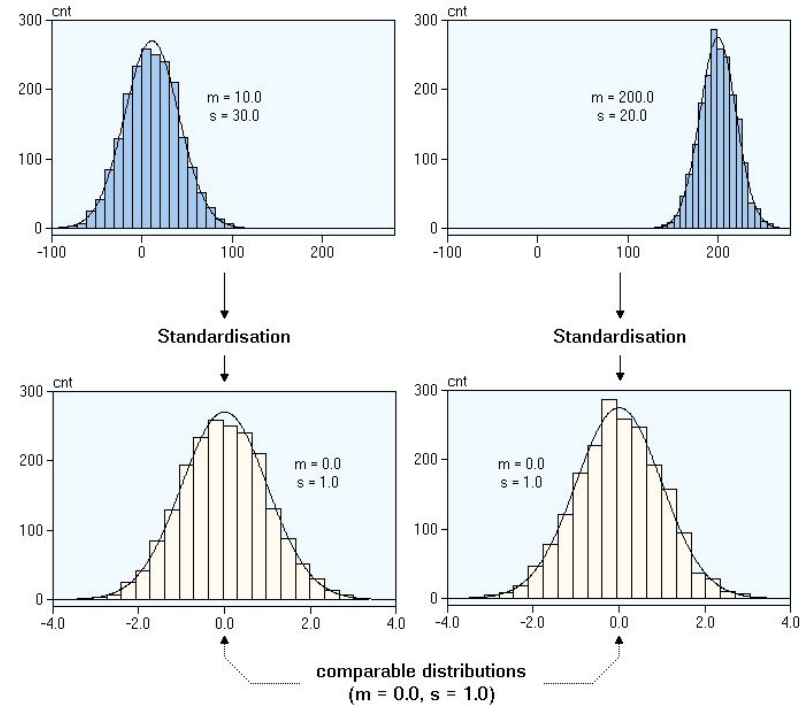 cnt
300
200
100
0
-100
0
100
200
m = 10.0
s = 30.0
cnt
300
200
100
0
-100
0
100
200
m = 200.0
s = 20.0
Standardisation
Standardisation
cnt
300
200
100
0
-4.0
-2.0
0.0
2.0
4.0
m = 0.0
s = 1.0
cnt
300
200
100
0
-4.0
-2.0
0.0
2.0
4.0
m = 0.0
s = 1.0
comparable distributions
(m = 0.0, s = 1.0)